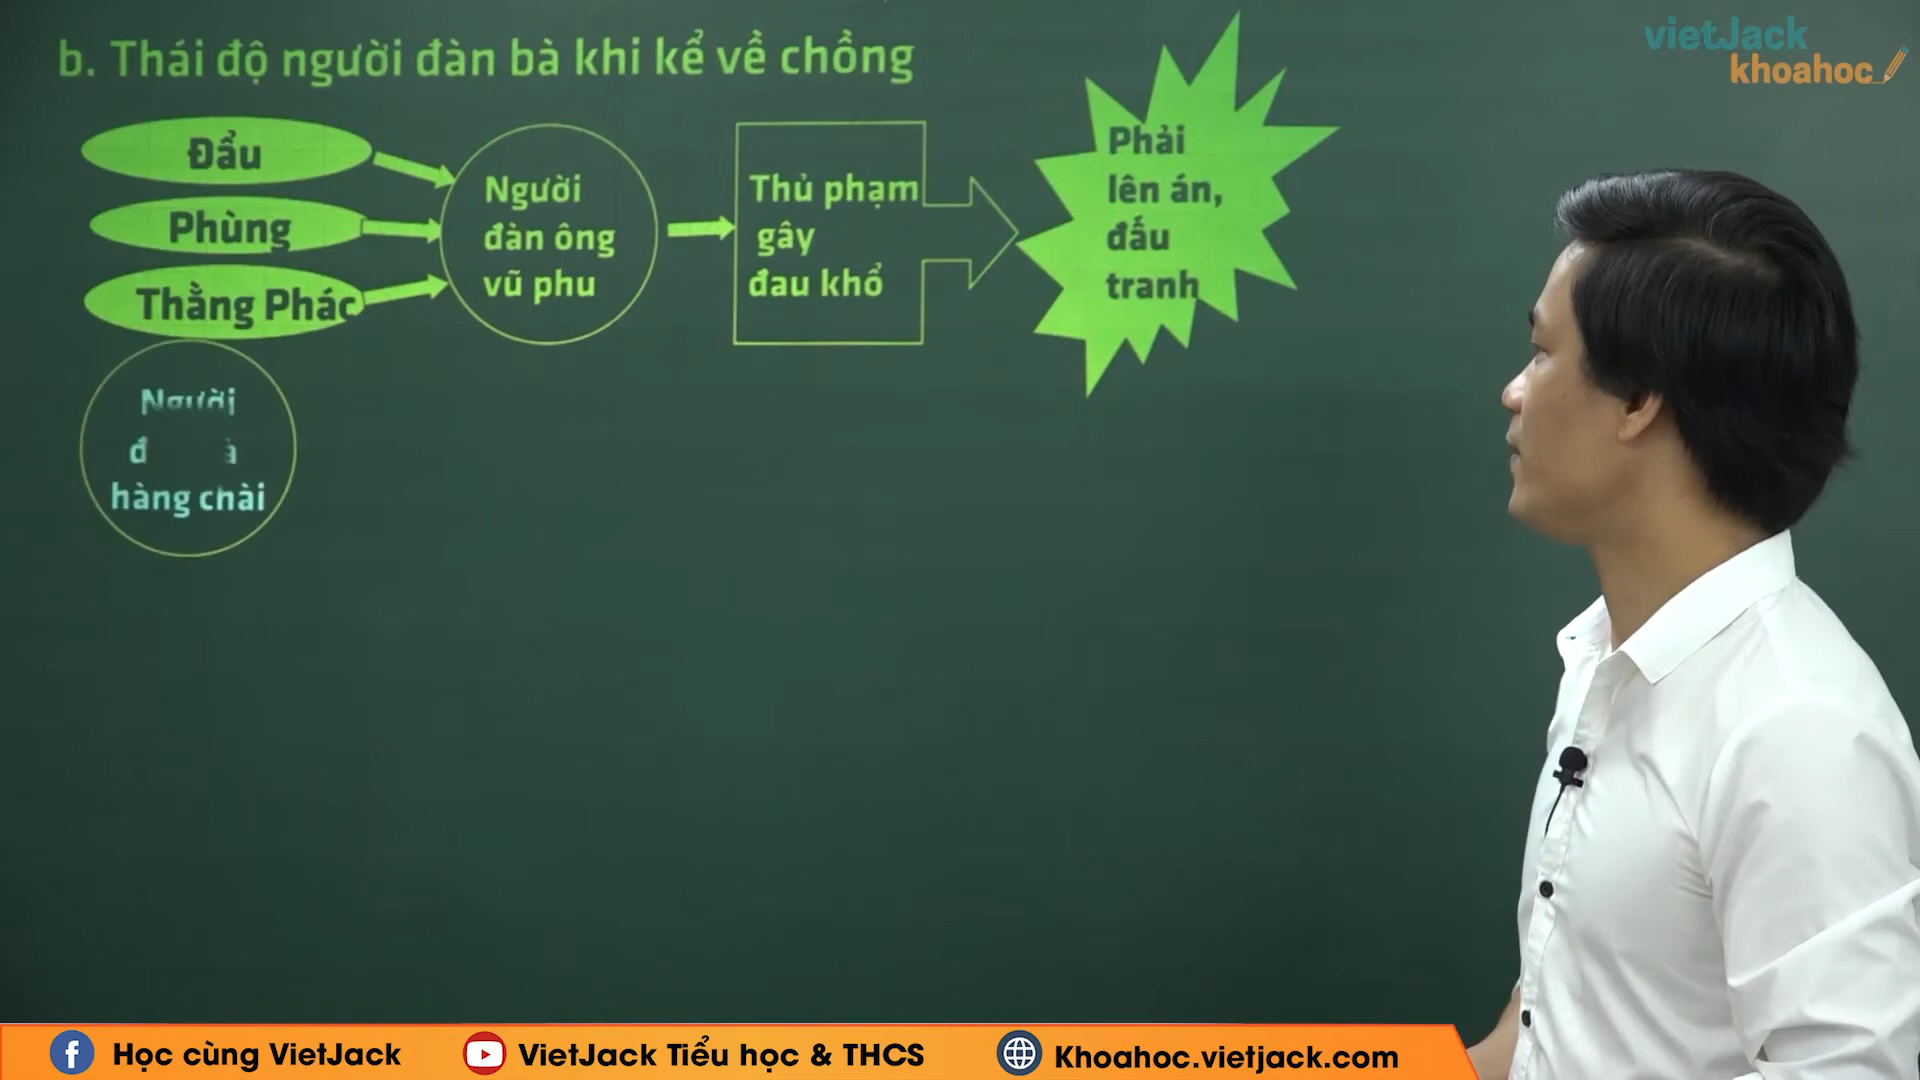 b. Thái độ người đàn bà khi kể về chồng
vietJack
khoahoc
Đẩu
Phùng
Thằng Phác
Người
đàn ông
vũ phu
Thủ phạm
gây
đau khổ
Phải
lên án,
đấu
tranh
Người
hàng chài
Học cùng VietJack
VietJack Tiểu học & THCS
Khoahoc.vietjack.com